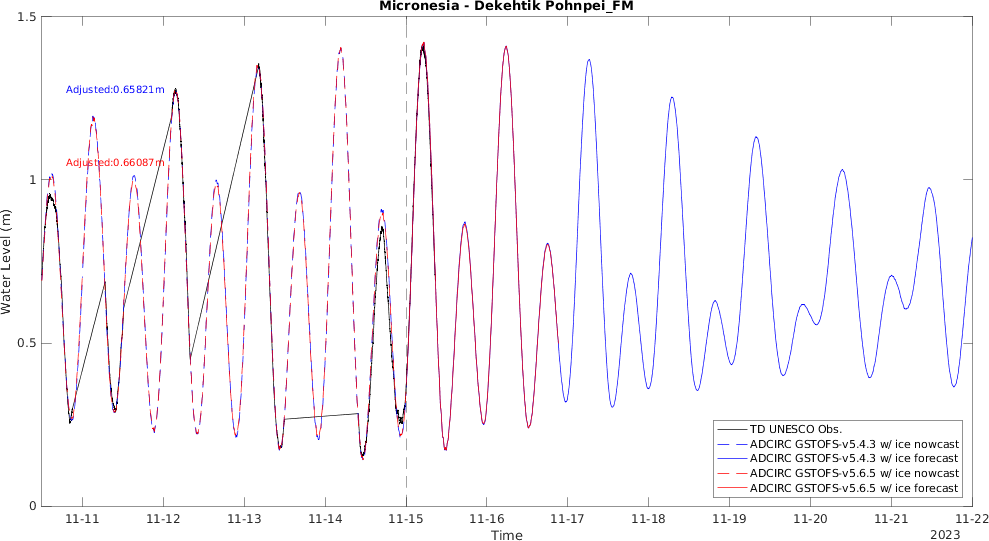 Micronesia - Dekehtik Pohnpei_FM
1.5
Adjusted:0.65821m
Adjusted:0.66087m
1
Water Level (m)
0.5
0
TD UNESCO Obs.
ADCIRC GSTOFS-v5.4.3 w/ ice nowcast
ADCIRC GSTOFS-v5.4.3 w/ ice forecast
ADCIRC GSTOFS-v5.6.5 w/ ice nowcast
ADCIRC GSTOFS-v5.6.5 w/ ice forecast
11-11 11-12 11-13 11-14 11-15 11-16 11-17 11-18 11-19 11-20 11-21 11-22
Time
2023